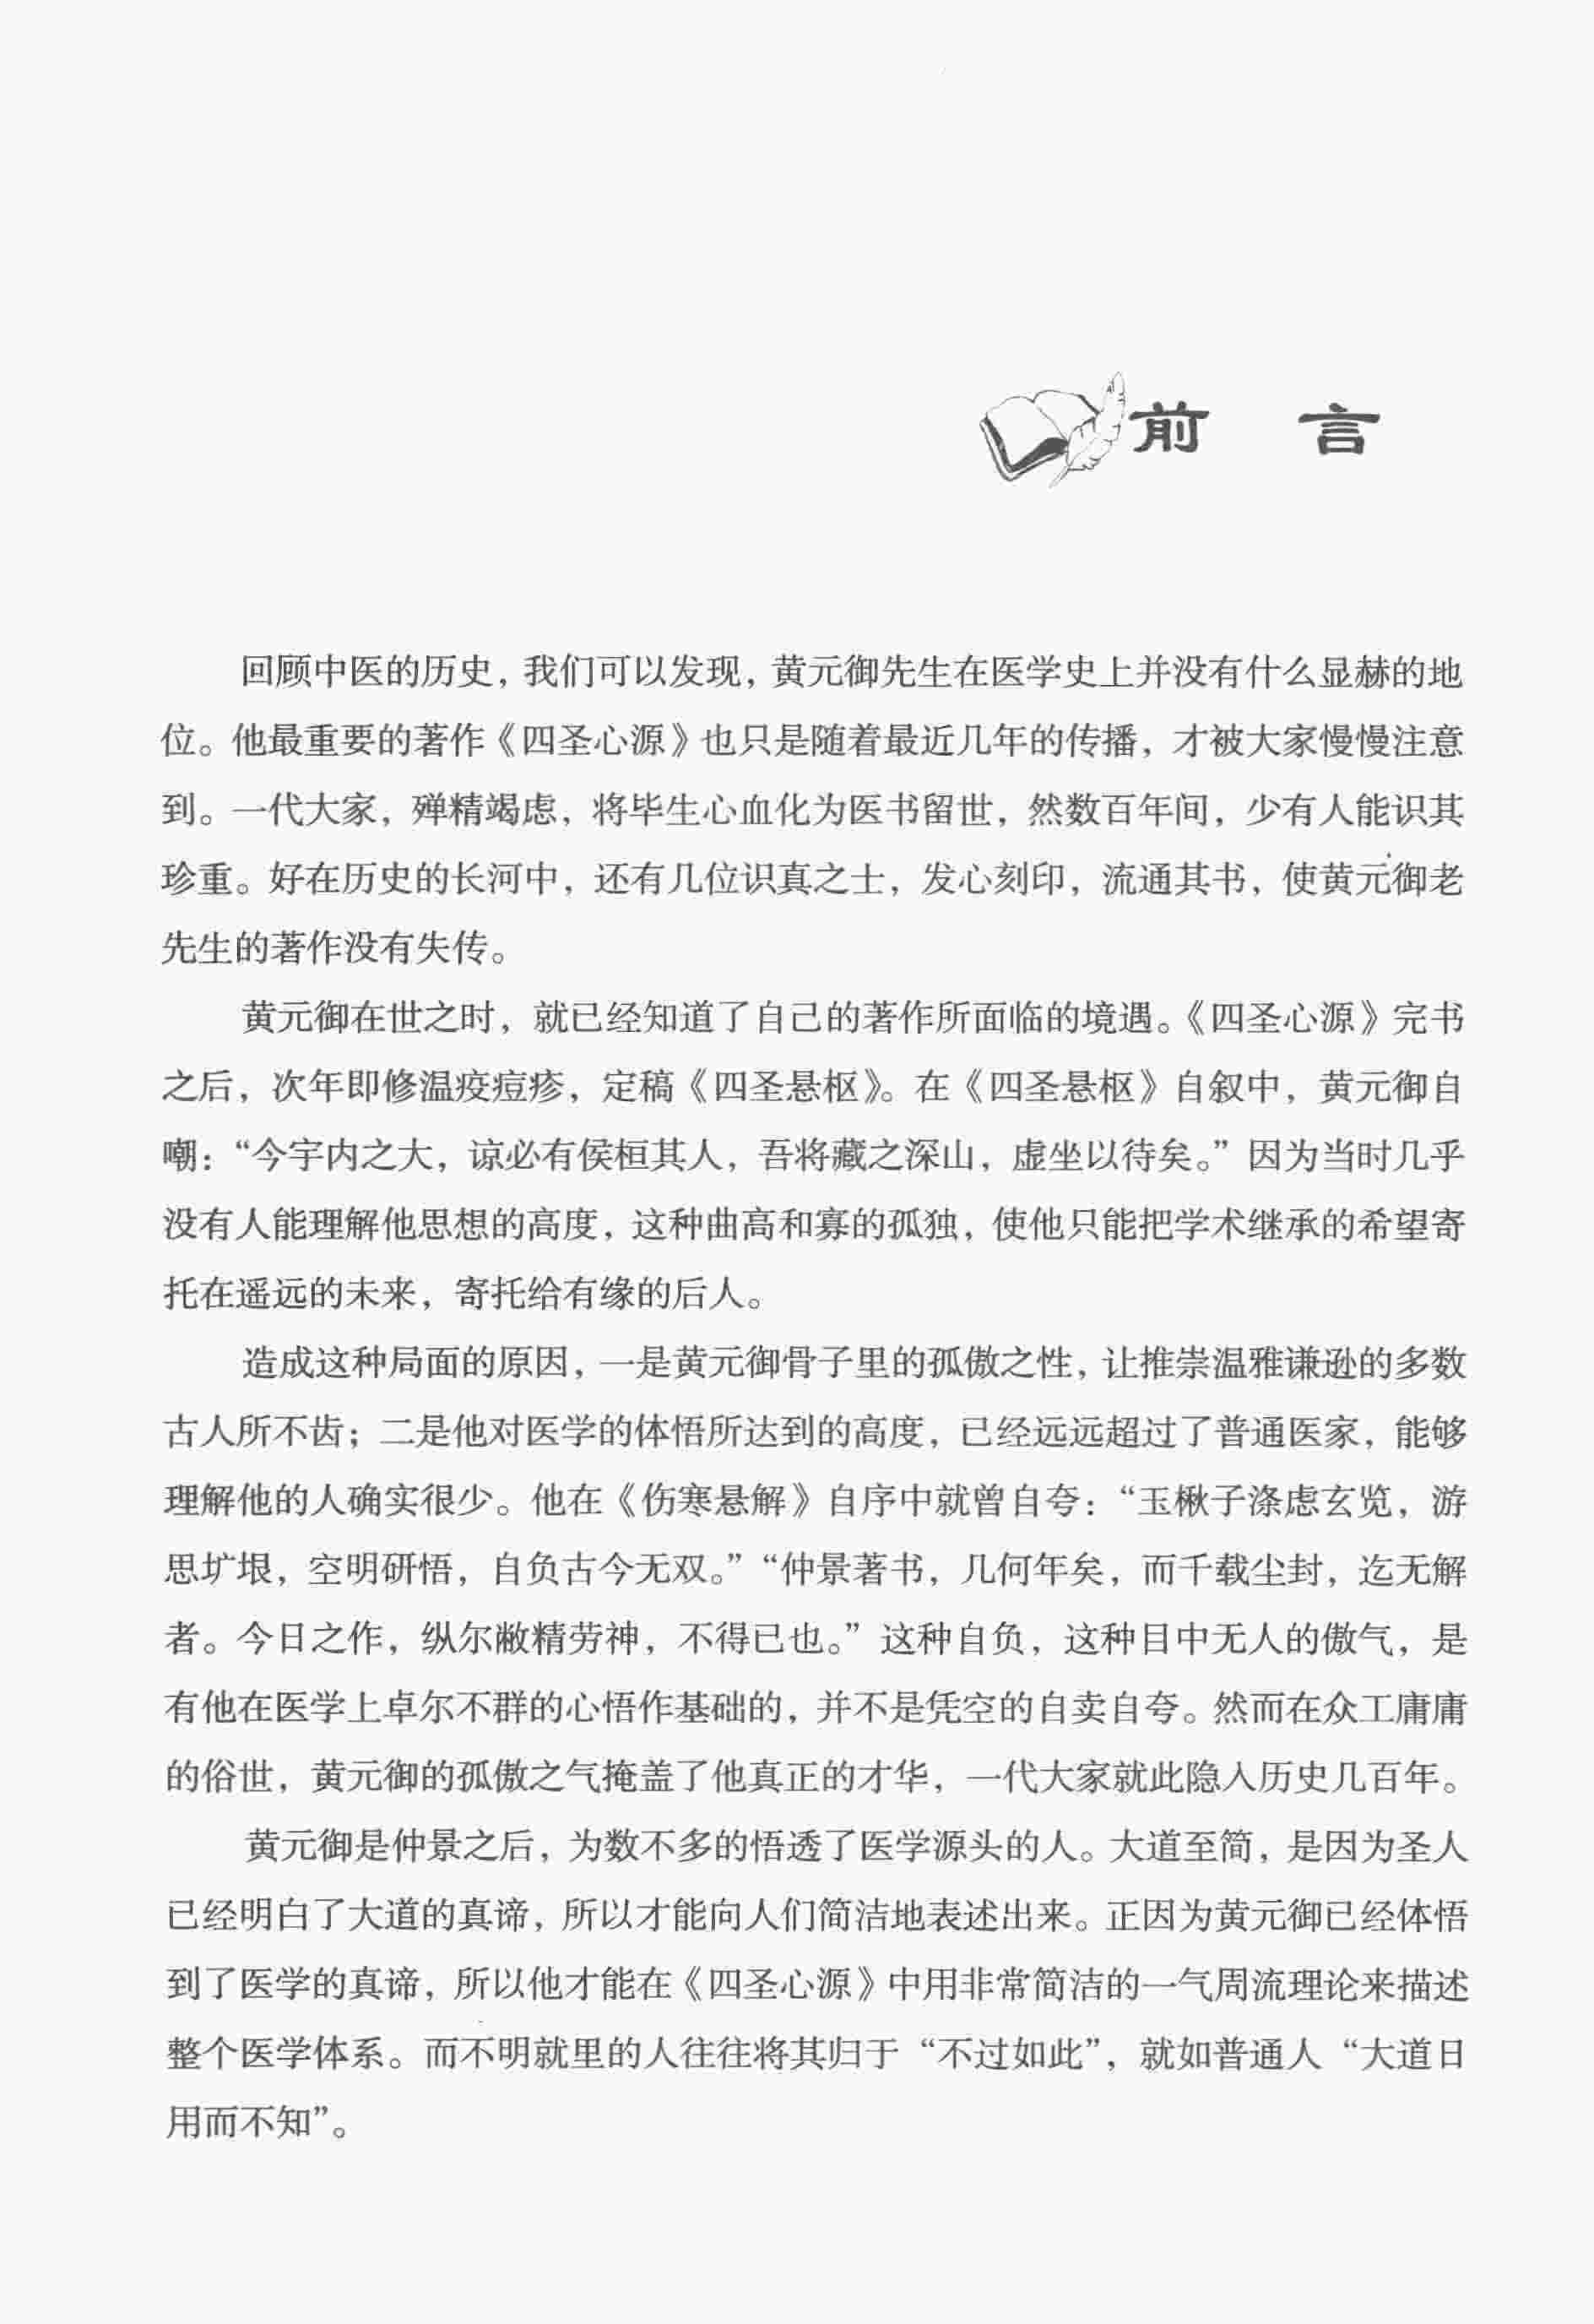 前 言
回顾中医的历史，我们可以发现，黄元御先生在医学史上并没有什么显赫的地
位。他最重要的著作《四圣心源》也只是随着最近几年的传播，才被大家慢慢注意
到。一代大家，殚精竭虑，将毕生心血化为医书留世，然数百年间，少有人能识其
珍重。好在历史的长河中，还有几位识真之士，发心刻印，流通其书，使黄元御老
先生的著作没有失传。
黄元御在世之时，就已经知道了自己的著作所面临的境遇。《四圣心源》完书
之后，次年即修温疫痘疹，定稿《四圣悬枢》。在《四圣悬枢》自叙中，黄元御自
嘲：“今宇内之大，谅必有侯桓其人，吾将藏之深山，虚坐以待矣。”因为当时几乎
没有人能理解他思想的高度，这种曲高和寡的孤独，使他只能把学术继承的希望寄
托在遥远的未来，寄托给有缘的后人。
造成这种局面的原因，一是黄元御骨子里的孤傲之性，让推崇温雅谦逊的多数
古人所不齿；二是他对医学的体悟所达到的高度，已经远远超过了普通医家，能够
理解他的人确实很少。他在《伤寒悬解》自序中就曾自夸：“玉楸子涤虑玄览，游
思圹垠，空明研悟，自负古今无双。”“仲景著书，几何年矣，而千载尘封，迄无解
者。今日之作，纵尔敝精劳神，不得已也。”这种自负，这种目中无人的傲气，是
有他在医学上卓尔不群的心悟作基础的，并不是凭空的自卖自夸。然而在众工庸庸
的俗世，黄元御的孤傲之气掩盖了他真正的才华，一代大家就此隐入历史几百年。
黄元御是仲景之后，为数不多的悟透了医学源头的人。大道至简，是因为圣人
已经明白了大道的真谛，所以才能向人们简洁地表述出来。正因为黄元御已经体悟
到了医学的真谛，所以他才能在《四圣心源》中用非常简洁的一气周流理论来描述
整个医学体系。而不明就里的人往往将其归于“不过如此”，就如普通人“大道日
用而不知”。